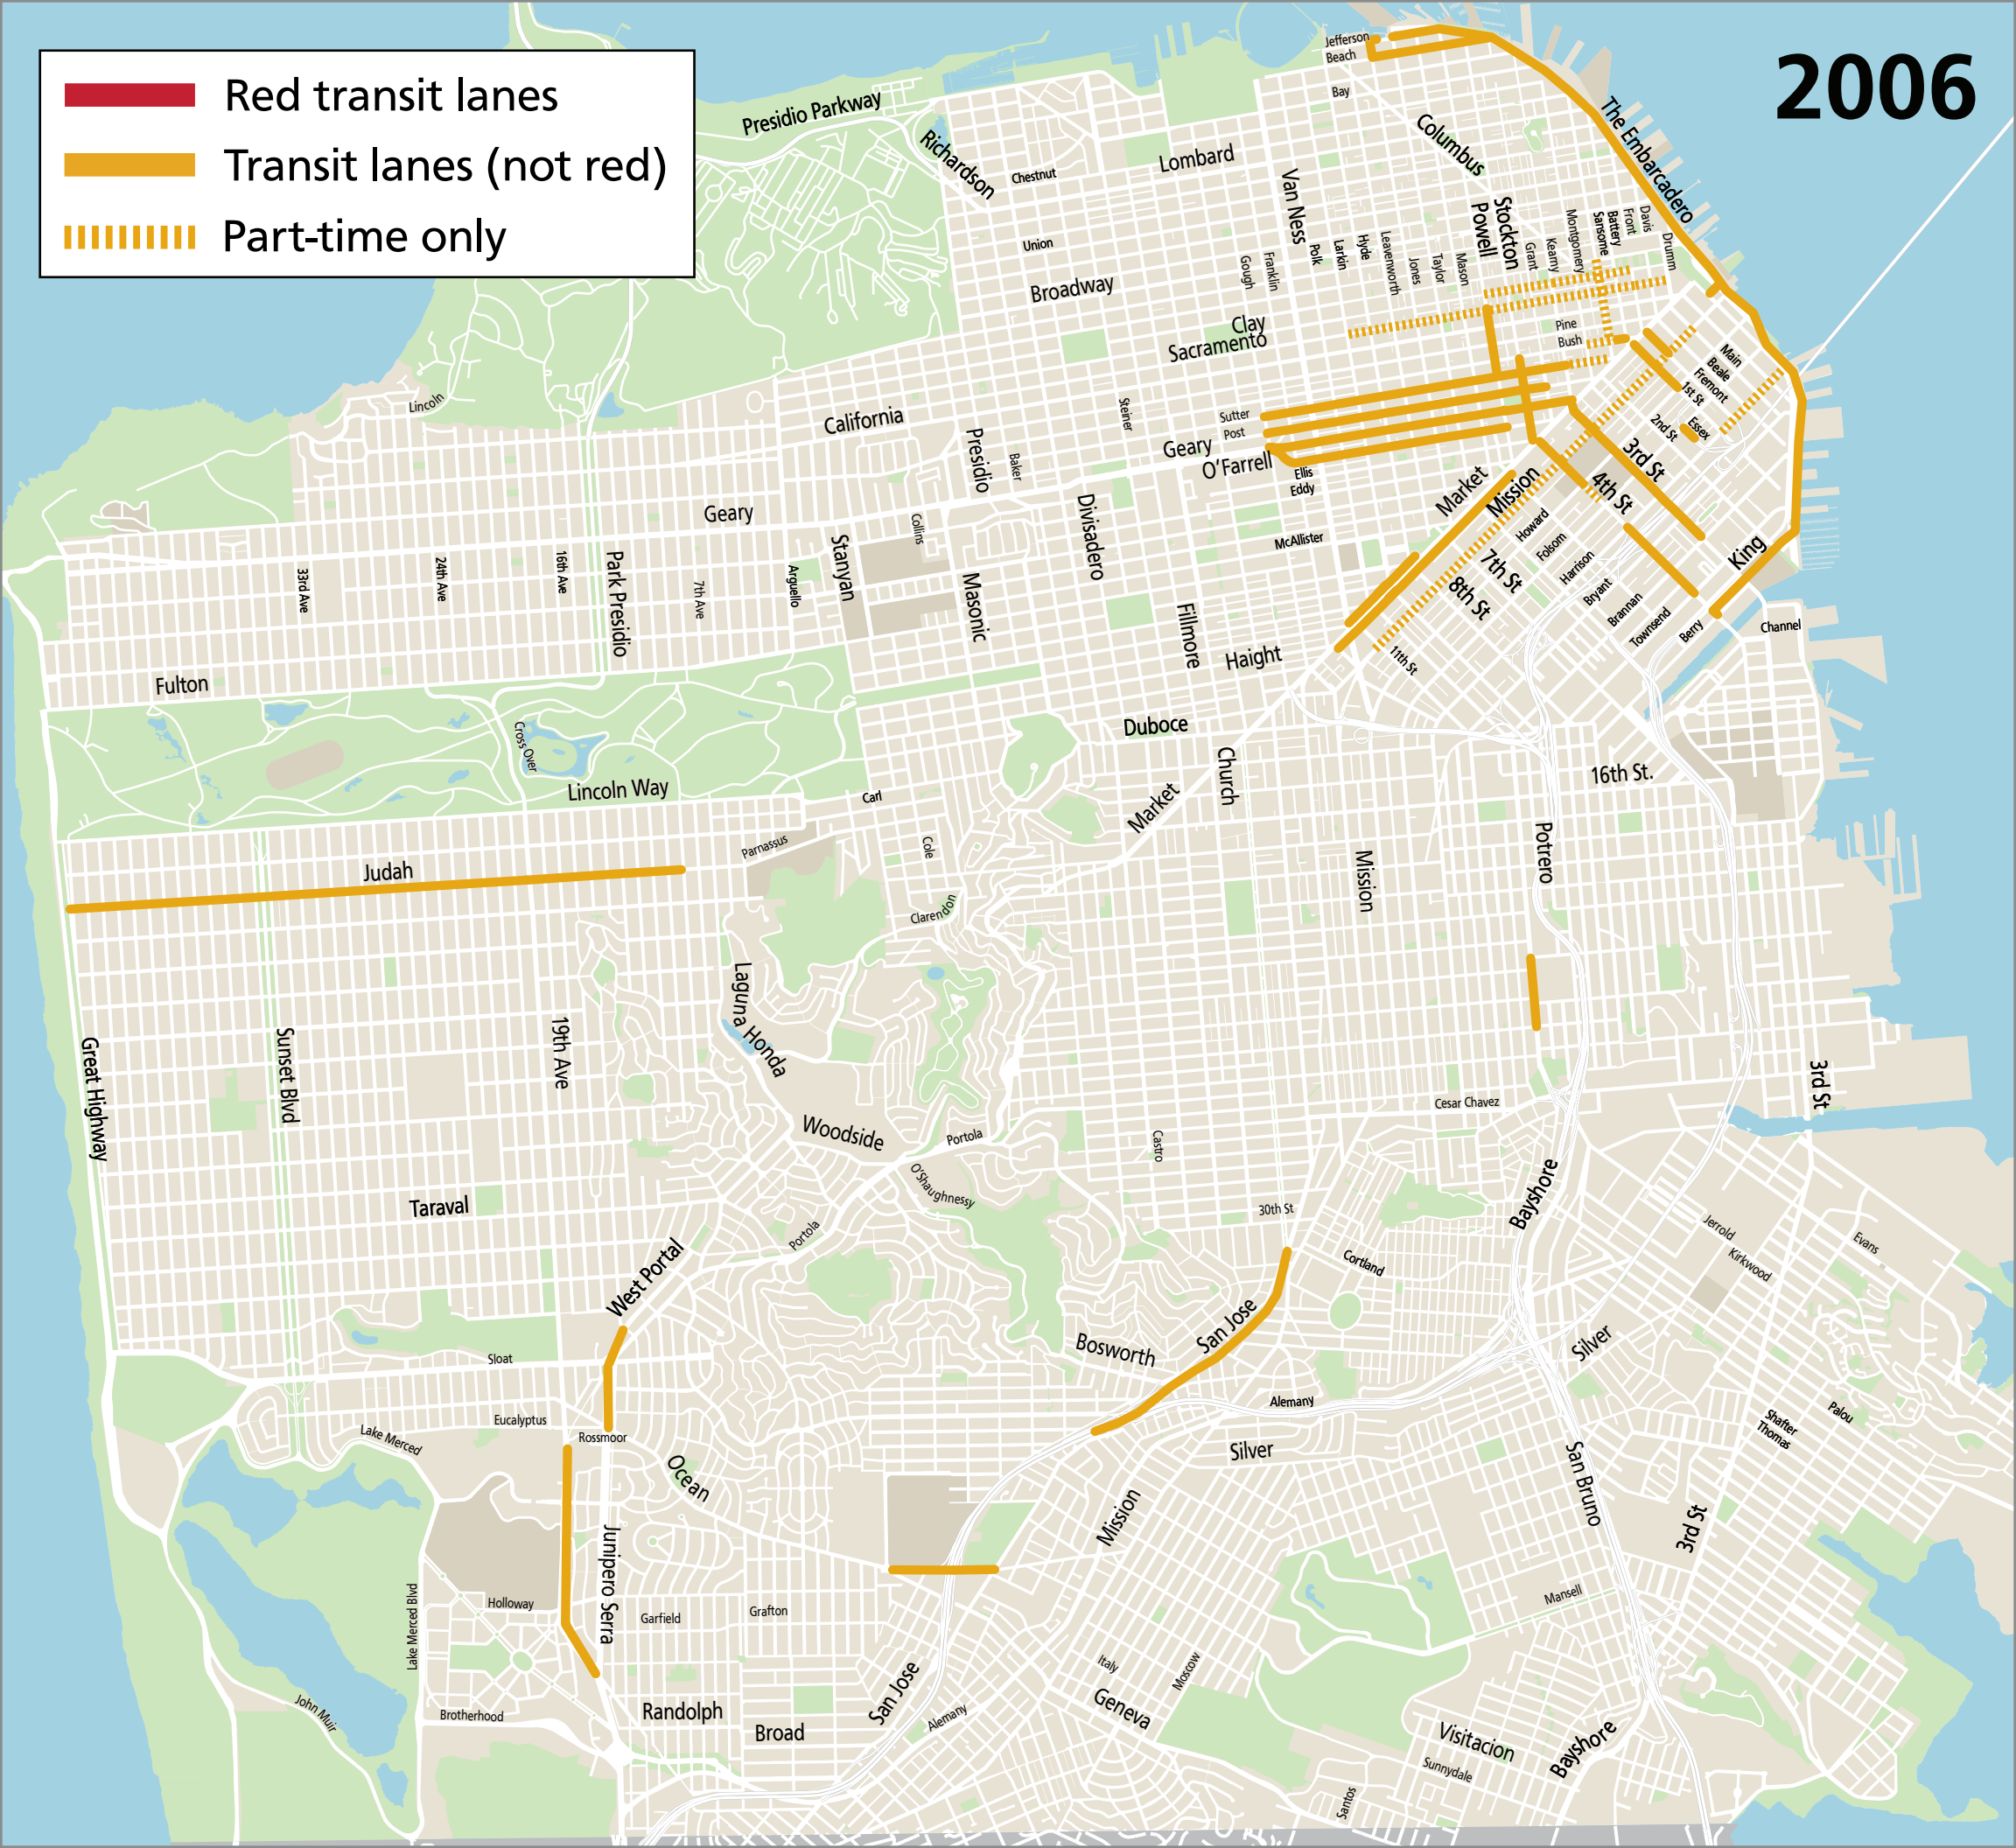 2006
Red transit lanes
Transit lanes (not red)
Part-time only
Jefferson
Beach
Bay
Presidio Parkway
Richardson
Chestnut
Lombard
Columbus
The Embarcadero
Van Ness
Union
Broadway
Gough
Franklin
Polk
Larkin
Hyde
Leavenworth
Jones
Taylor
Mason
Powell
Stockton
Grant
Kearny
Montgomery
Sansome
Battery
Front
Davis
Drumm
Clay
Sacramento
Pine
Bush
Main
Beale
Fremont
1st St
Essex
2nd St
Lincoln
California
Presidio
Baker
Steiner
Sutter
Post
Geary
O'Farrell
Ellis
Eddy
3rd St
4th St
Market
Mission
Geary
Collins
Stanyan
Divisadero
McAllister
Howard
Folsom
Harrison
Bryant
Brannan
Townsend
Berry
King
Channel
7th St
8th St
11th St
33rd Ave
24th Ave
16th Ave
Park Presidio
7th Ave
Arguello
Masonic
Fillmore
Haight
Fulton
Cross Over
Lincoln Way
Duboce
Church
16th St.
Carl
Parnassus
Cole
Market
Mission
Potrero
Judah
Clarendon
Laguna Honda
Great Highway
Sunset Blvd
19th Ave
Woodside
Portola
O'Shaughnessy
Castro
Cesar Chavez
3rd St
Taraval
West Portal
Portola
30th St
Cortland
Bayshore
Jerrold
Kirkwood
Evans
San Jose
Bosworth
Silver
Sloat
Eucalyptus
Rossmoor
Lake Merced
Ocean
Alemany
Silver
Palou
Shafter
Thomas
San Bruno
Mission
3rd St
Junipero Serra
Holloway
Garfield
Grafton
Mansell
Lake Merced Blvd
Italy
Moscow
San Jose
John Muir
Brotherhood
Randolph
Broad
Alemany
Geneva
Visitacion
Sunnydale
Bayshore
Santos